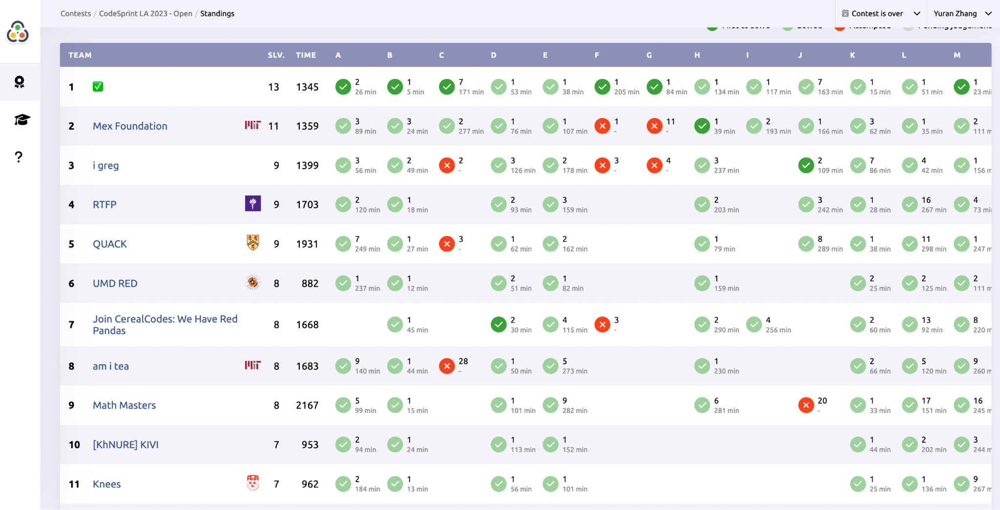 Contests / CodeSprint LA 2023 - Open / Standings
Contest is over
Yuran Zhang
First to solve Solved Attempted Pending judgement
TEAM SLV. TIME A B C D E F G H I J K L M
1 ✅ 13 1345 2 1 7 1 1 1 1 1 1 7 1 1 1
26 min 5 min 171 min 53 min 38 min 205 min 84 min 134 min 117 min 163 min 15 min 51 min 23 min
2 Mex Foundation MIT 11 1359 3 3 2 1 1 1 11 1 2 1 3 1 2
89 min 24 min 277 min 76 min 107 min - - 39 min 193 min 166 min 62 min 35 min 111 m
3 i greg 9 1399 3 2 2 3 2 3 4 3 2 7 4 1
56 min 49 min - 126 min 178 min - - 237 min 109 min 86 min 42 min 156 m
4 RTFP 9 1703 2 1 2 3 2 3 1 16 4
120 min 18 min 93 min 159 min 203 min 242 min 28 min 267 min 73 min
5 QUACK 9 1931 7 1 3 1 2 1 8 1 11 1
249 min 27 min - 62 min 162 min 79 min 289 min 38 min 298 min 247 m
6 UMD RED 8 882 1 1 2 1 1 2 2 2
237 min 12 min 51 min 82 min 159 min 25 min 125 min 111 m
7 Join CerealCodes: We Have Red
Pandas 8 1668 1 2 4 3 2 4 2 13 8
45 min 30 min 115 min - 290 min 256 min 60 min 92 min 220 m
8 am i tea MIT 8 1683 9 1 28 1 5 1 2 5 9
140 min 44 min - 50 min 273 min 230 min 66 min 120 min 260 m
9 Math Masters 8 2167 5 1 1 9 6 20 1 17 16
99 min 15 min 101 min 282 min 281 min - 33 min 151 min 245 m
10 [KhNURE] KIVI 7 953 2 1 1 1 1 2 3
94 min 24 min 113 min 152 min 44 min 202 min 244 m
11 Knees 7 962 2 1 1 1 1 1 9
184 min 13 min 56 min 101 min 25 min 136 min 267 m